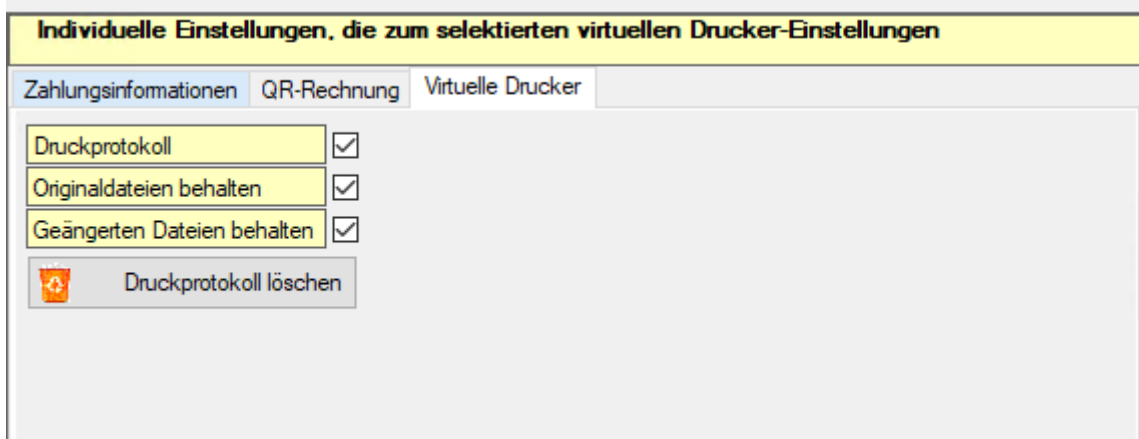 Individuelle Einstellungen, die zum selektierten virtuellen Drucker-Einstellungen
Zahlungsinformationen QR-Rechnung Virtuelle Drucker
Druckprotokoll
Originaldateien behalten
Geängerten Dateien behalten
Druckprotokoll löschen